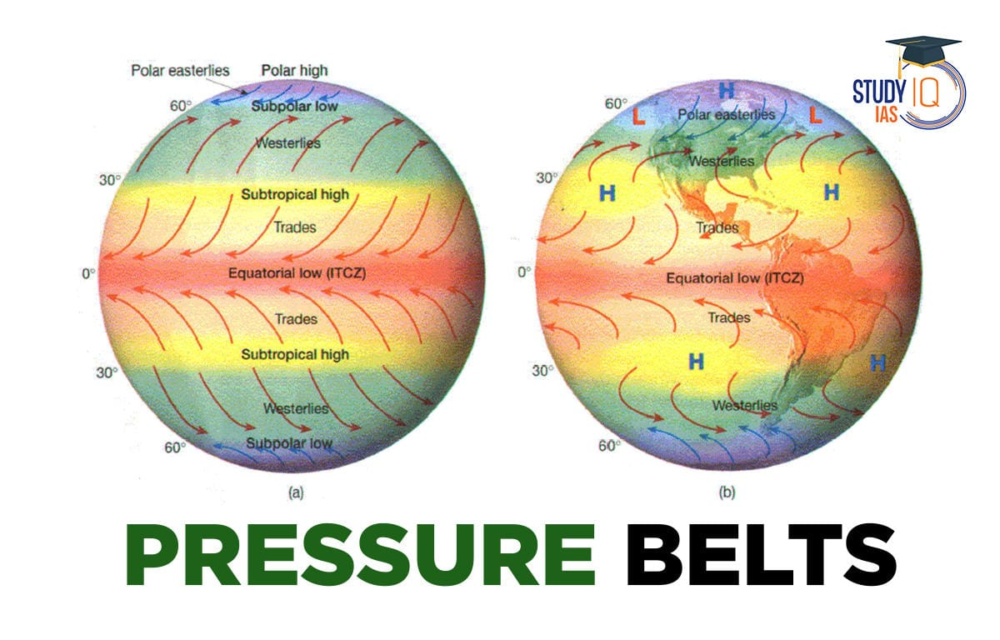 STUDY IQ
IAS
Polar easterlies
Polar high
60°
Subpolar low
Westerlies
30°
Subtropical high
Trades
0°
Equatorial low (ITCZ)
Trades
Subtropical high
30°
Westerlies
60°
Subpolar low
(a)
H
60°
L
Polar easterlies
L
Westerlies
30°
H
H
Trades
0°
Equatorial low (ITCZ)
Trades
H
H
30°
Westerlies
60°
(b)
PRESSURE BELTS